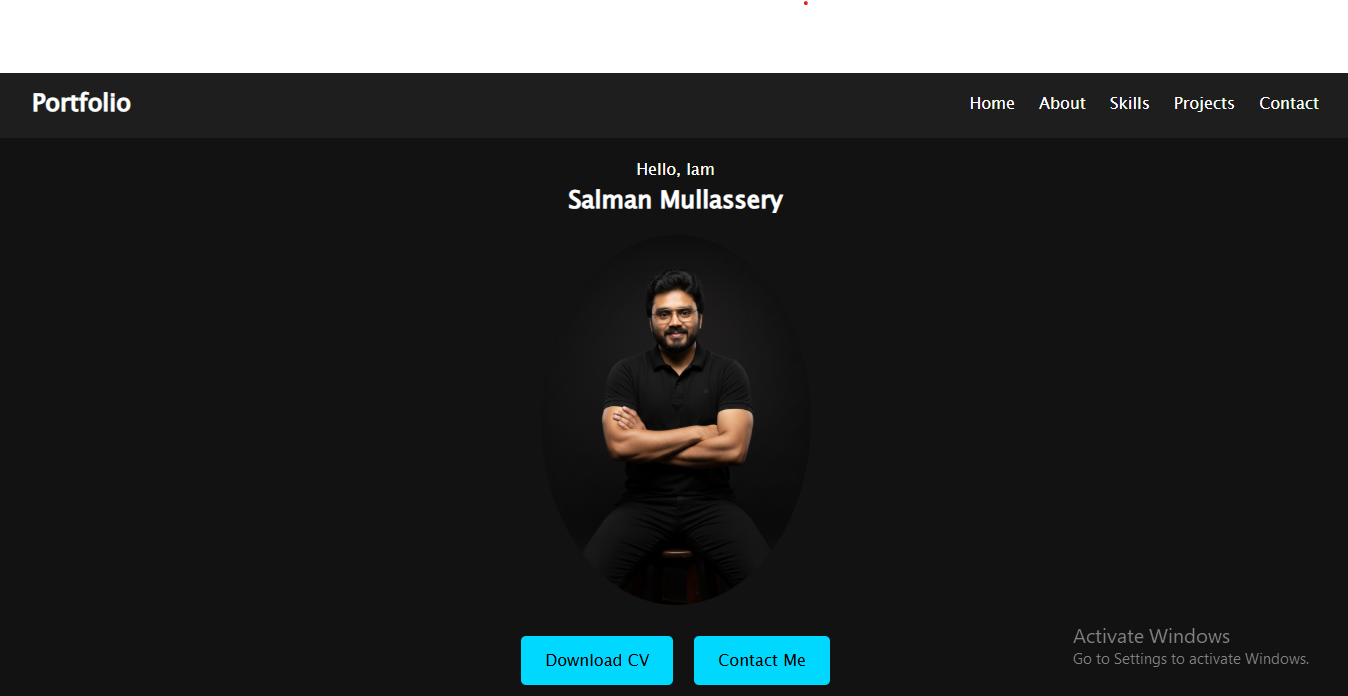 Portfolio
Home About Skills Projects Contact
Hello, Iam
Salman Mullassery
Download CV Contact Me
Activate Windows
Go to Settings to activate Windows.